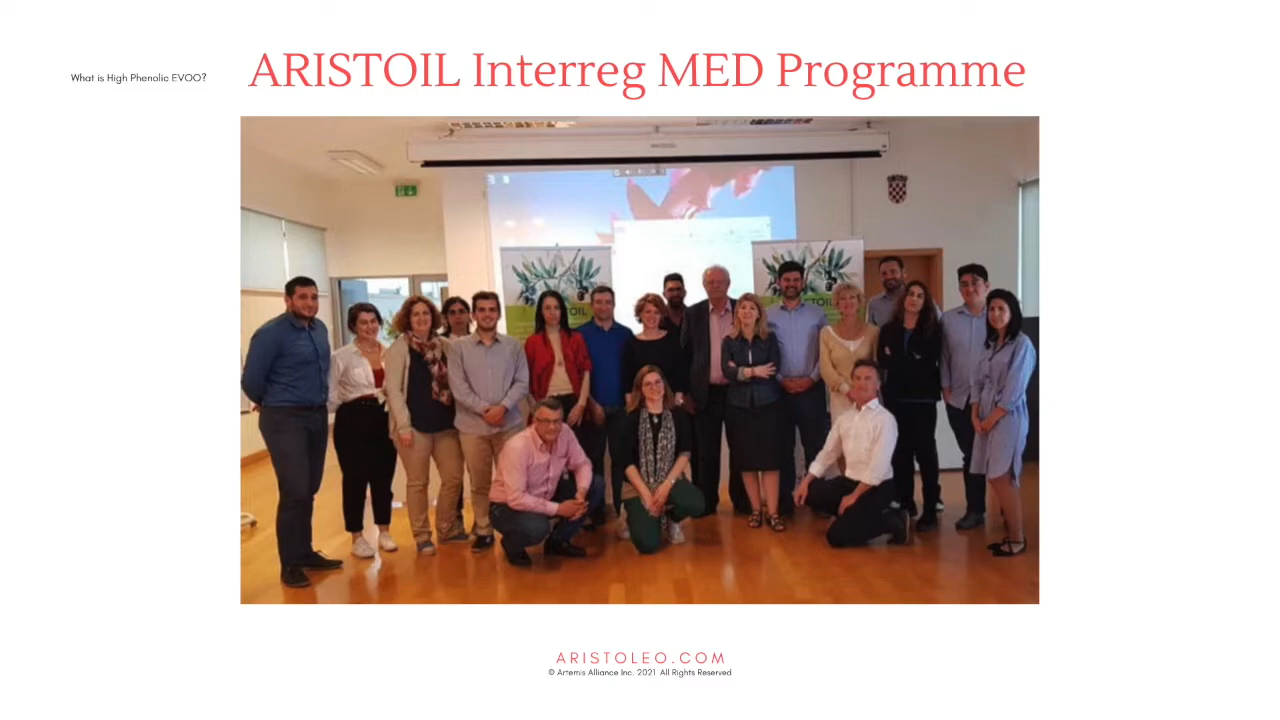 What is High Phenolic EVOO?
ARISTOIL Interreg MED Programme
ARISTOLEO.COM
© Artemis Alliance Inc. 2021 All Rights Reserved